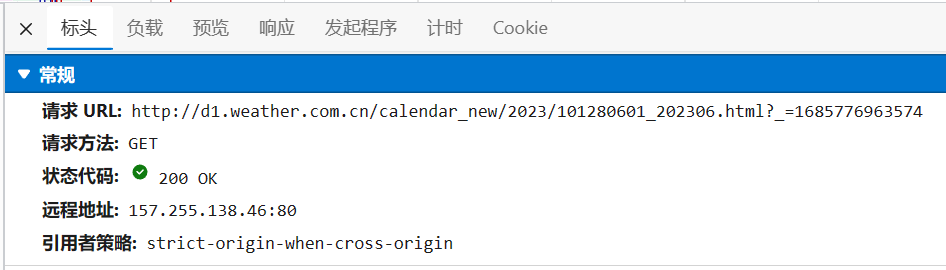 标头 负载 预览 响应 发起程序 计时 Cookie
常规
请求 URL: http://d1.weather.com.cn/calendar_new/2023/101280601_202306.html?_=1685776963574
请求方法: GET
状态代码: 200 OK
远程地址: 157.255.138.46:80
引用者策略: strict-origin-when-cross-origin